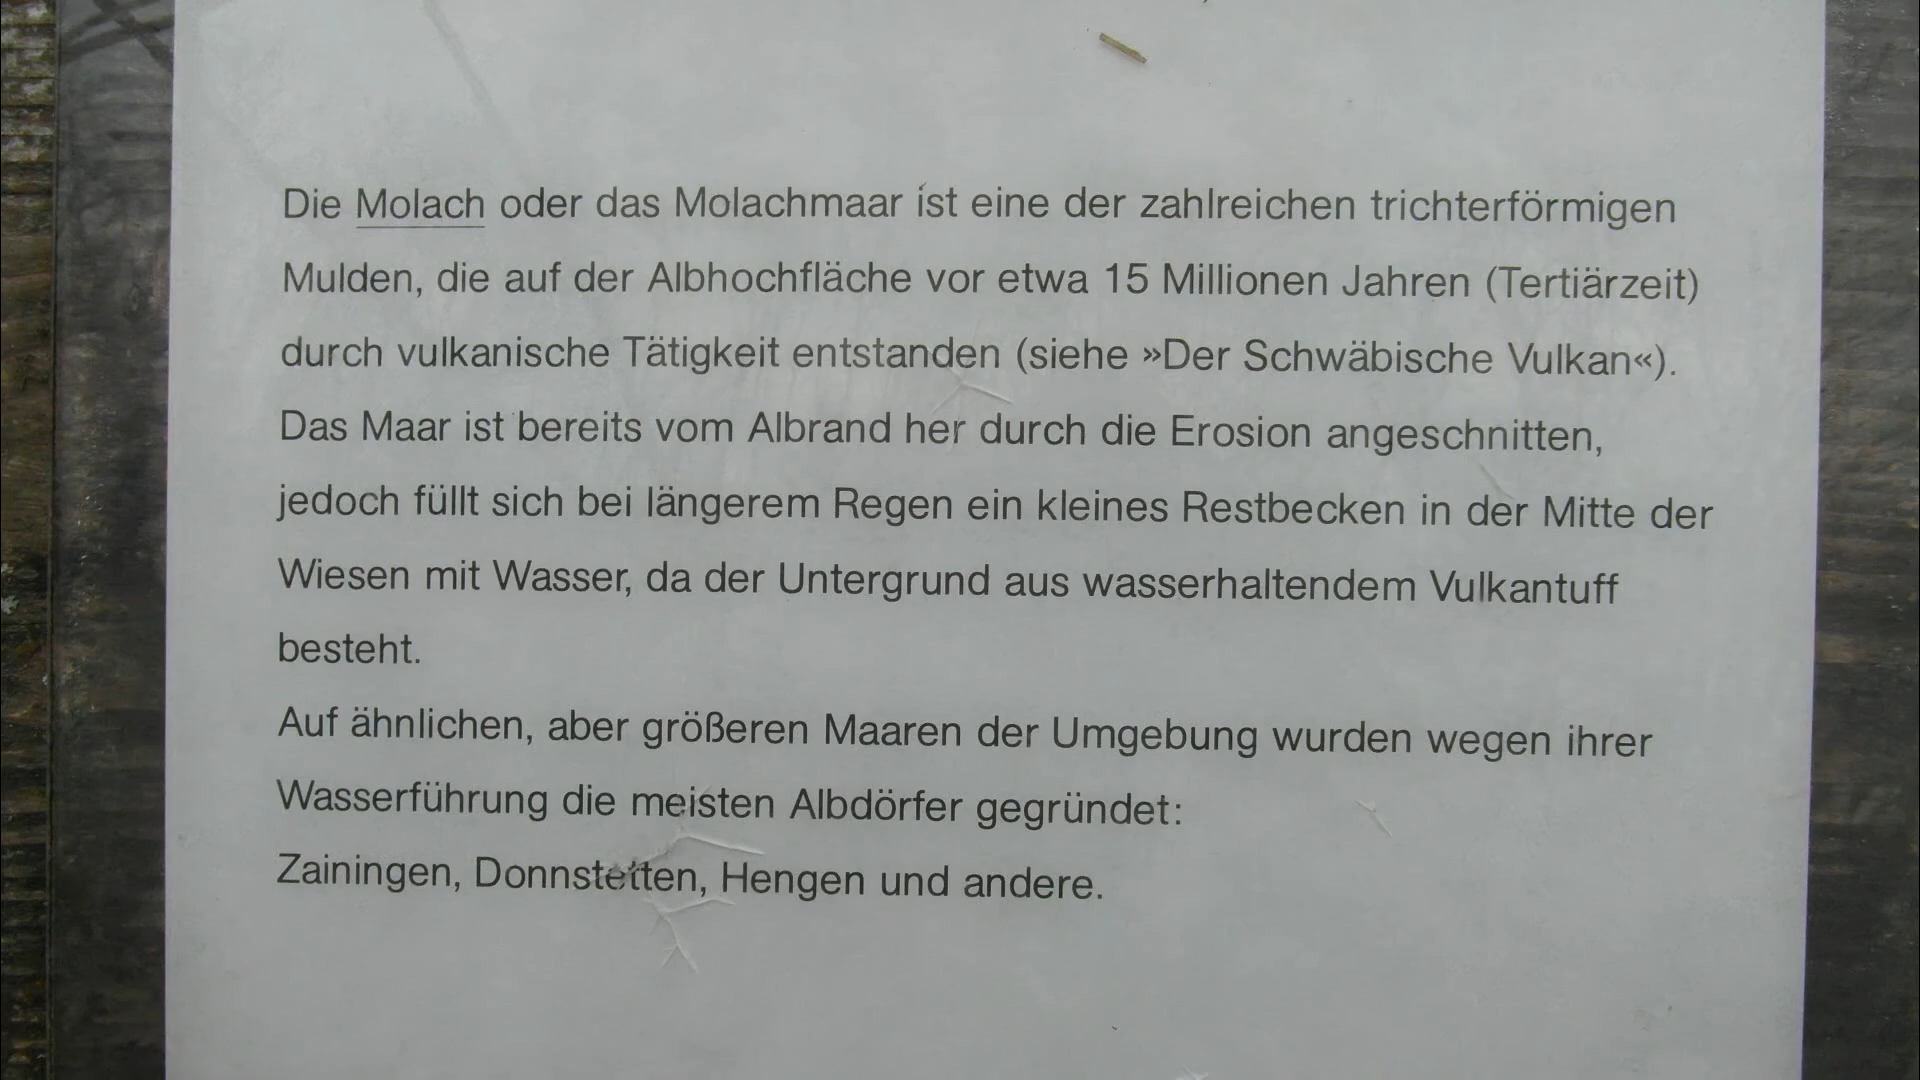 Die Molach oder das Molachmaar ist eine der zahlreichen trichterförmigen
Mulden, die auf der Albhochfläche vor etwa 15 Millionen Jahren (Tertiärzeit)
durch vulkanische Tätigkeit entstanden (siehe »Der Schwäbische Vulkan«).
Das Maar ist bereits vom Albrand her durch die Erosion angeschnitten,
jedoch füllt sich bei längerem Regen ein kleines Restbecken in der Mitte der
Wiesen mit Wasser, da der Untergrund aus wasserhaltendem Vulkantuff
besteht.
Auf ähnlichen, aber größeren Maaren der Umgebung wurden wegen ihrer
Wasserführung die meisten Albdörfer gegründet:
Zainingen, Donnstetten, Hengen und andere.